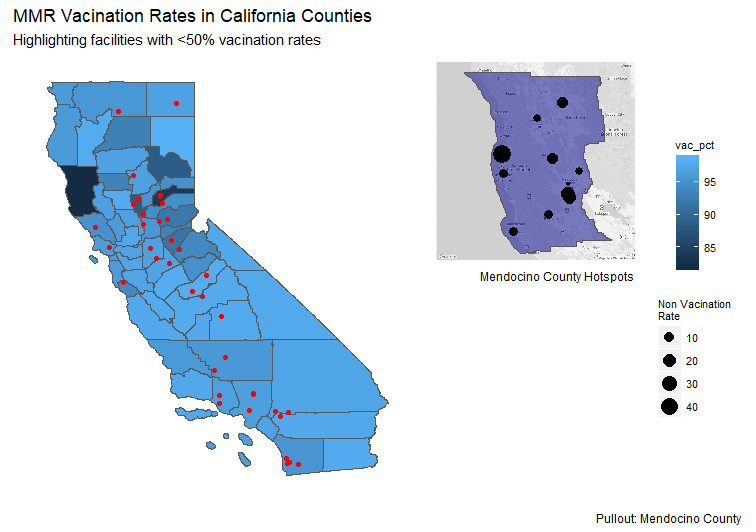 MMR Vacination Rates in California Counties
Highlighting facilities with <50% vacination rates
vac_pct
95
90
85
Mendocino County Hotspots
Non Vaccination
Rate
10
20
30
40
Pullout: Mendocino County